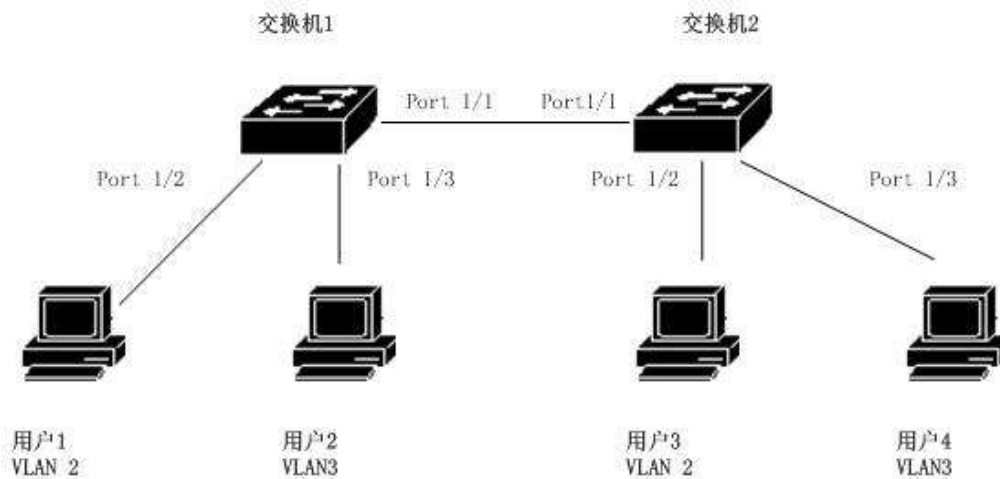 交换机1
交换机2
Port 1/1
Port1/1
Port 1/2
Port 1/3
Port 1/2
Port 1/3
用户1
VLAN 2
用户2
VLAN3
用户3
VLAN 2
用户4
VLAN3